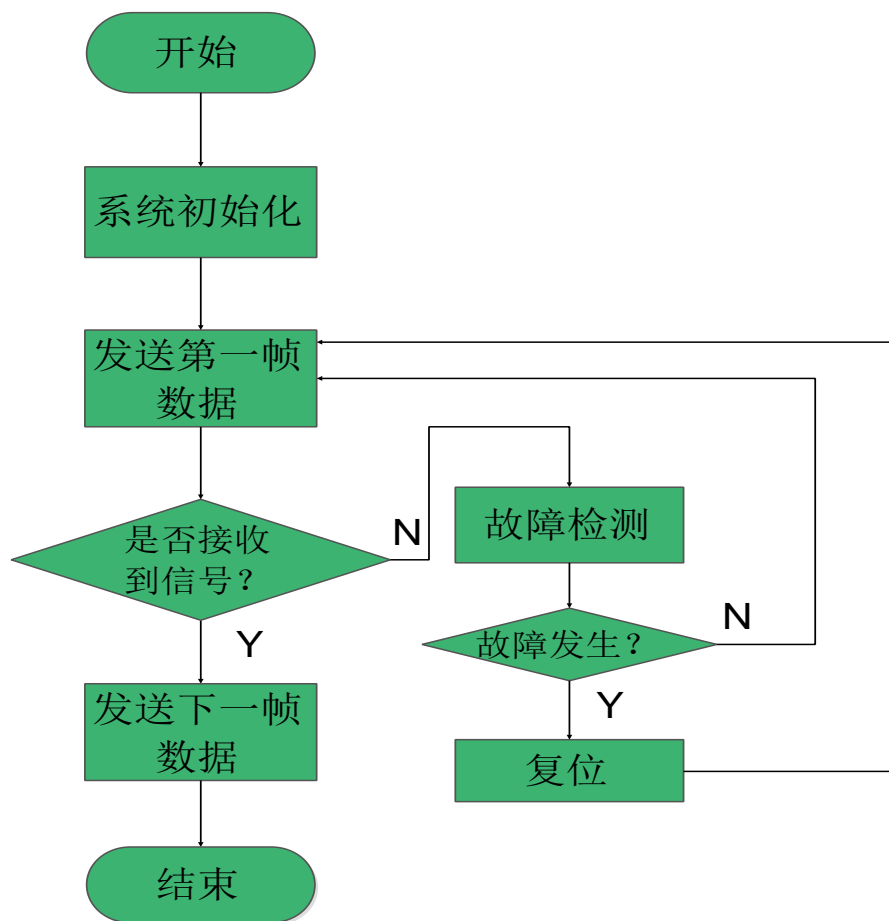 开始
系统初始化
发送第一帧
数据
是否接收
到信号？
N
故障检测
故障发生？
N
Y
Y
发送下一帧
数据
复位
结束